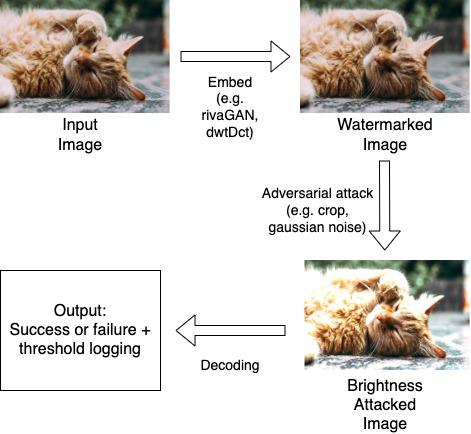 Input
Image
Embed
(e.g.
rivaGAN,
dwtDct)
Watermarked
Image
Adversarial attack
(e.g. crop,
gaussian noise)
Output:
Success or failure +
threshold logging
Decoding
Brightness
Attacked
Image